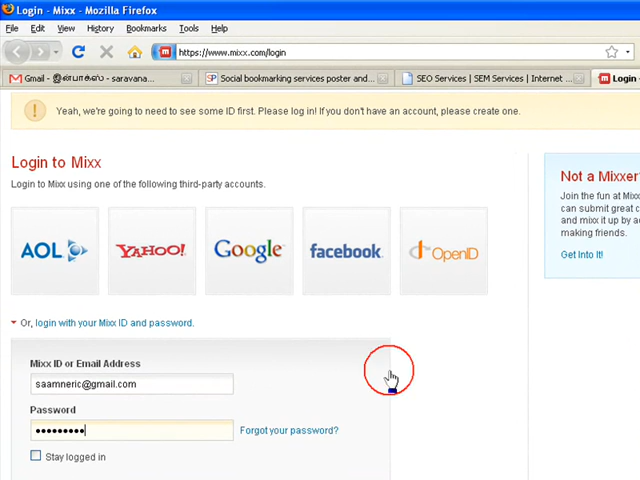 Login - Mixx - Mozilla Firefox
File Edit View History Bookmarks Tools Help
m https://www.mixx.com/login
Gmail - இன்பாக்ஸ் - saravana...
SP Social bookmarking services poster and...
SEO Services | SEM Services | Internet ...
m Login -
Yeah, we're going to need to see some ID first. Please log in! If you don't have an account, please create one.
Login to Mixx
Login to Mixx using one of the following third-party accounts.
AOL
YAHOO!
Google
facebook
OpenID
Or, login with your Mixx ID and password.
Mixx ID or Email Address
saamneric@gmail.com
Password
•••••••••
Forgot your password?
Stay logged in
Not a Mixxer
Join the fun at Mix
can submit great c
and mixx it up by a
making friends.
Get Into It!